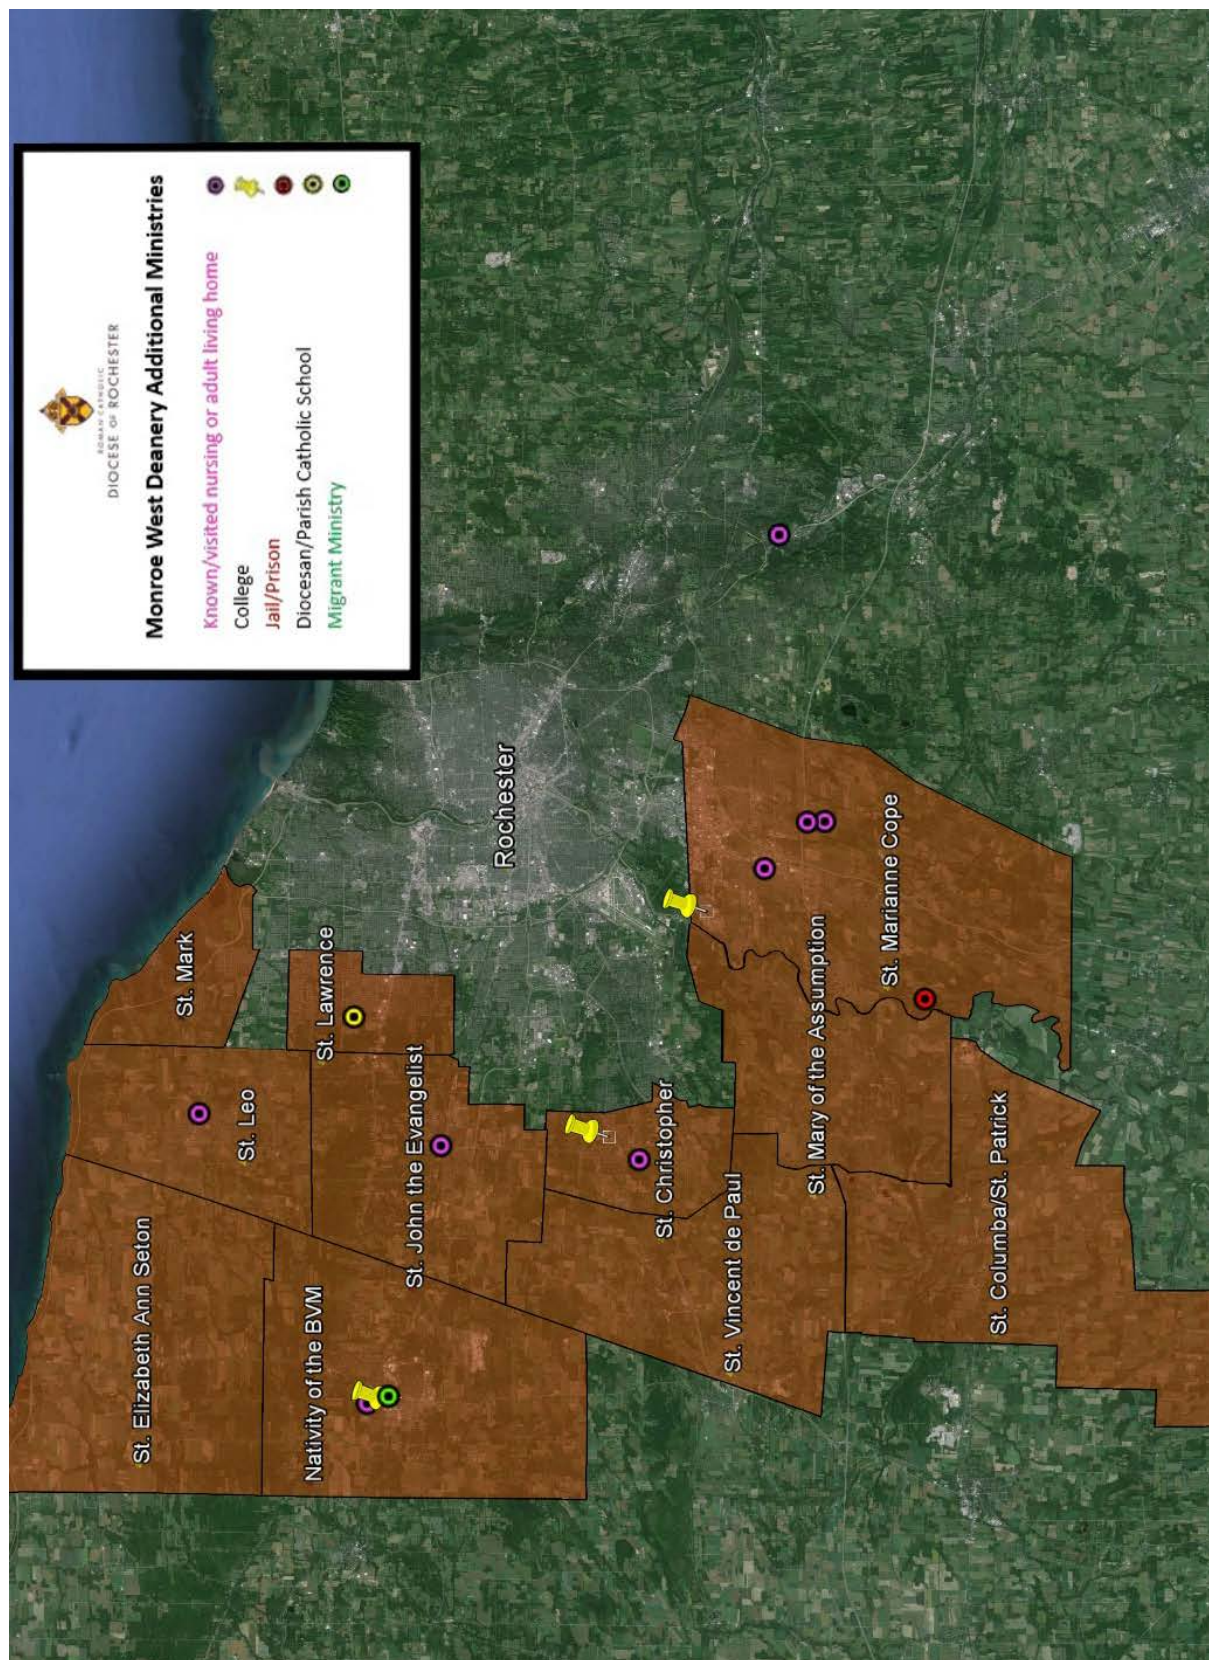 ROMAN CATHOLIC
DIOCESE OF ROCHESTER
Monroe West Deanery Additional Ministries
Known/visited nursing or adult living home
College
Jail/Prison
Diocesan/Parish Catholic School
Migrant Ministry
St. Elizabeth Ann Seton
St. Leo
St. Mark
Nativity of the BVM
St. Lawrence
St. John the Evangelist
Rochester
St. Christopher
St. Vincent de Paul
St. Mary of the Assumption
St. Marianne Cope
St. Columba/St. Patrick